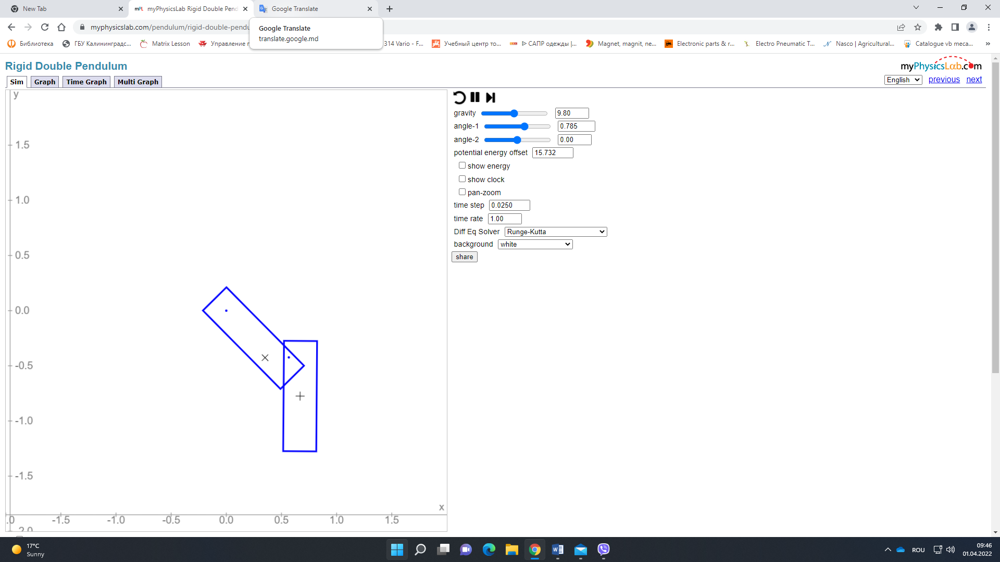 New Tab
mPL myPhysicsLab Rigid Double Pend
Google Translate
myphysicslab.com/pendulum/rigid-double-pendu
Google Translate
translate.google.md
Библиотека
ГБУ Калининградс...
Matrix Lesson
Управление
314 Vario - F...
Учебный центр то...
САПР одежды |...
Magnet, magnit, ne...
Electronic parts & r...
Electro Pneumatic T...
Nasco | Agricultural...
Catalogue vb meca...
»
Rigid Double Pendulum
myPhysicsLab.com
Sim
Graph
Time Graph
Multi Graph
English
previous
next
y
1.5
1.0
0.5
0.0
-0.5
-1.0
-1.5
x
.0
-1.5
-1.0
-0.5
0.0
0.5
1.0
1.5
gravity 9.80
angle-1 0.785
angle-2 0.00
potential energy offset 15.732
show energy
show clock
pan-zoom
time step 0.0250
time rate 1.00
Diff Eq Solver Runge-Kutta
background white
share
17°C
Sunny
ROU
09:46
01.04.2022